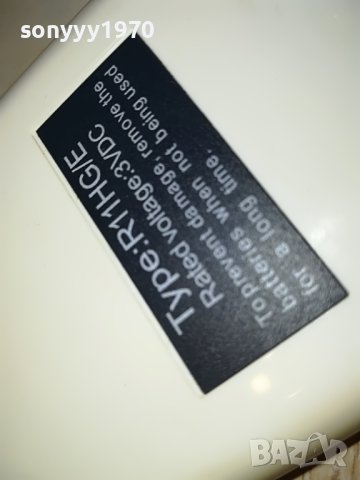 sonyyy1970
Type:R11HG/E
Rated voltage:3VDC
To prevent damage, remove the
batteries when not being used
for a long time.
BAZAR